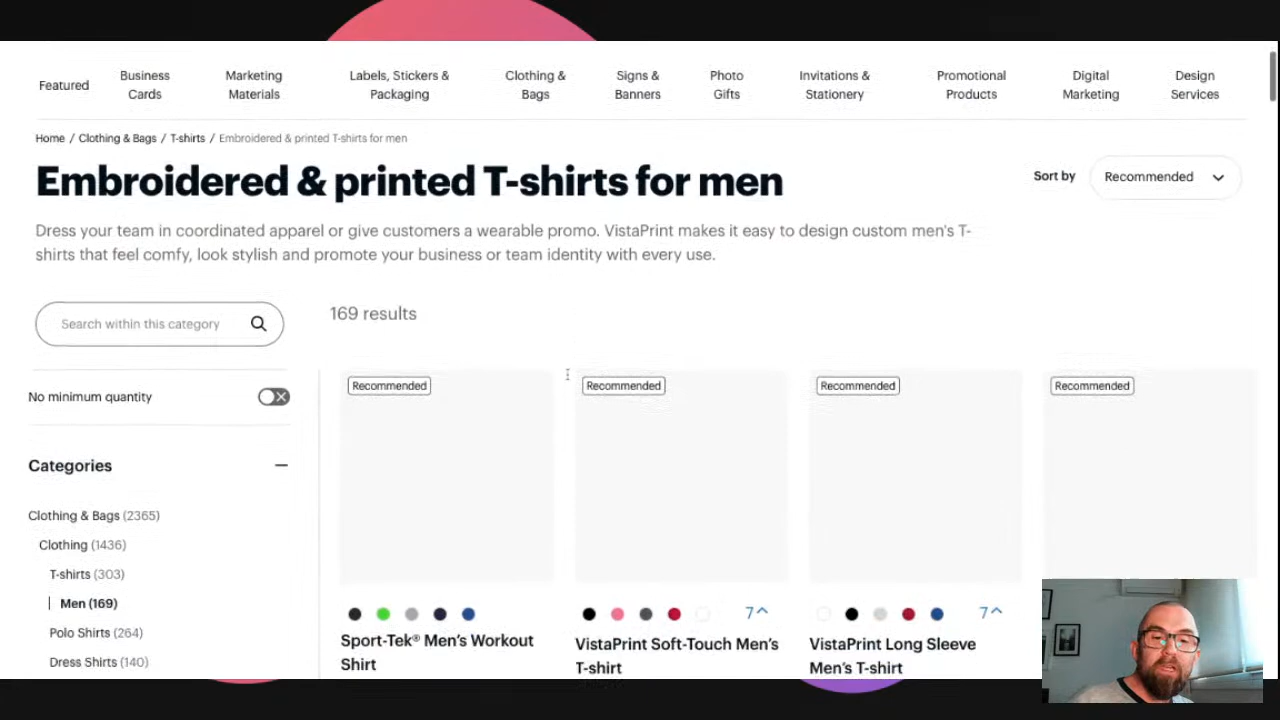 Featured
Business
Cards
Marketing
Materials
Labels, Stickers &
Packaging
Clothing &
Bags
Signs &
Banners
Photo
Gifts
Invitations &
Stationery
Promotional
Products
Digital
Marketing
Design
Services
Home / Clothing & Bags / T-shirts / Embroidered & printed T-shirts for men
Embroidered & printed T-shirts for men
Sort by
Recommended
Dress your team in coordinated apparel or give customers a wearable promo. VistaPrint makes it easy to design custom men's T-
shirts that feel comfy, look stylish and promote your business or team identity with every use.
Search within this category
169 results
No minimum quantity
Categories
Clothing & Bags (2365)
Clothing (1436)
T-shirts (303)
Men (169)
Polo Shirts (264)
Dress Shirts (140)
Recommended
Recommended
Recommended
Recommended
7
7
Sport-Tek® Men's Workout
Shirt
VistaPrint Soft-Touch Men's
T-shirt
VistaPrint Long Sleeve
Men's T-shirt